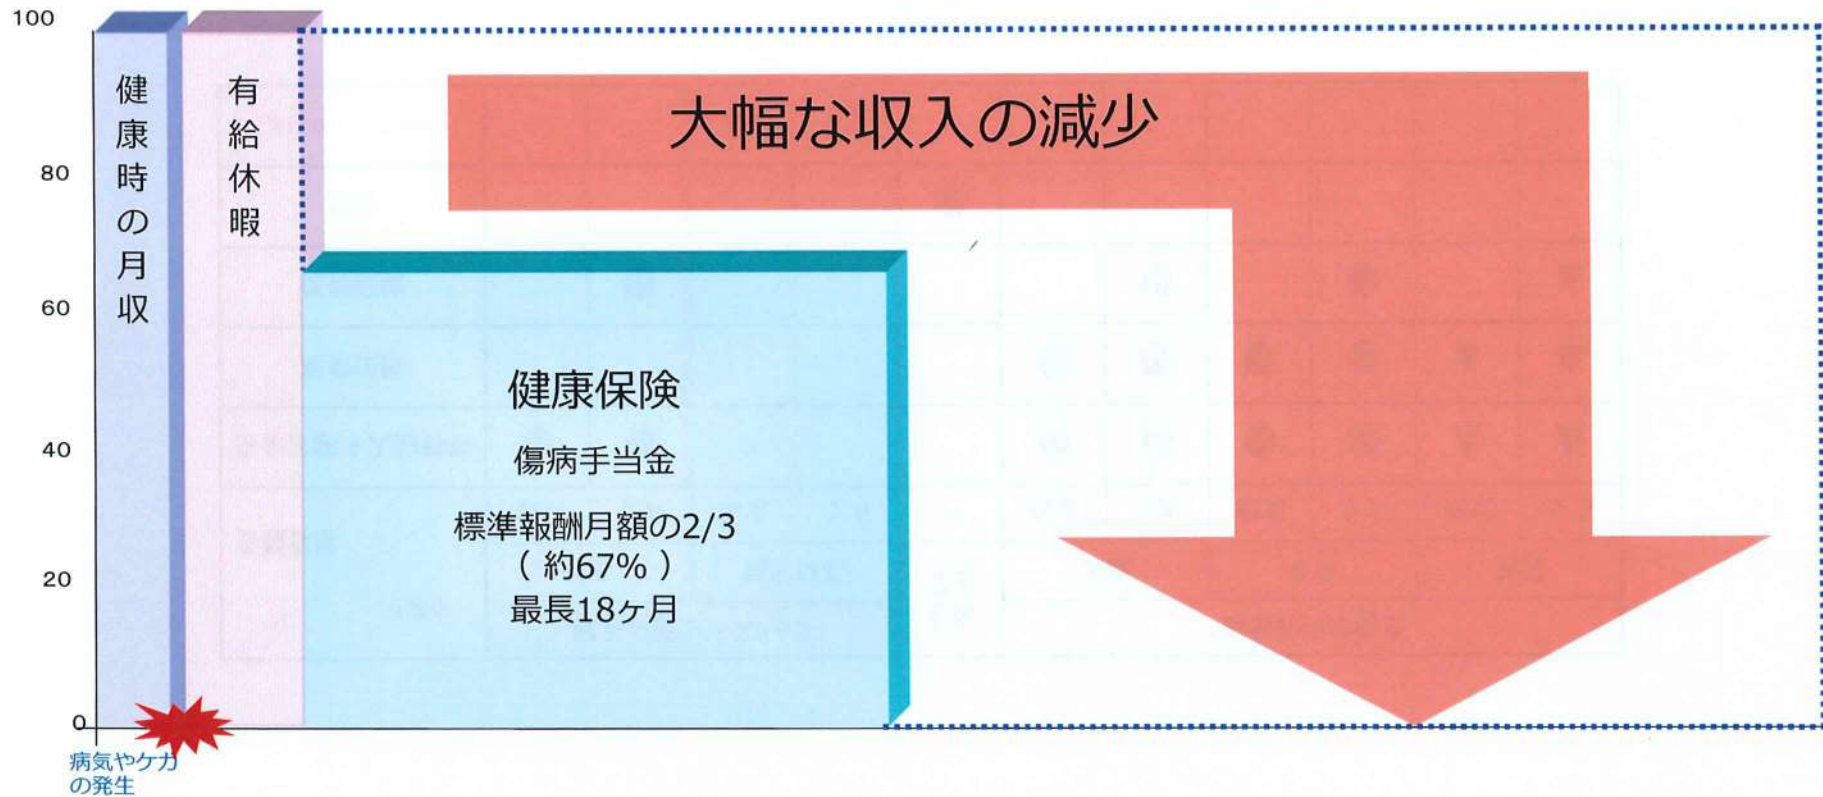 100
80
60
40
20
0
健康時の月収
有給休暇
大幅な収入の減少
健康保険
傷病手当金
標準報酬月額の2/3
（ 約67% ）
最長18ヶ月
病気やケガ
の発生